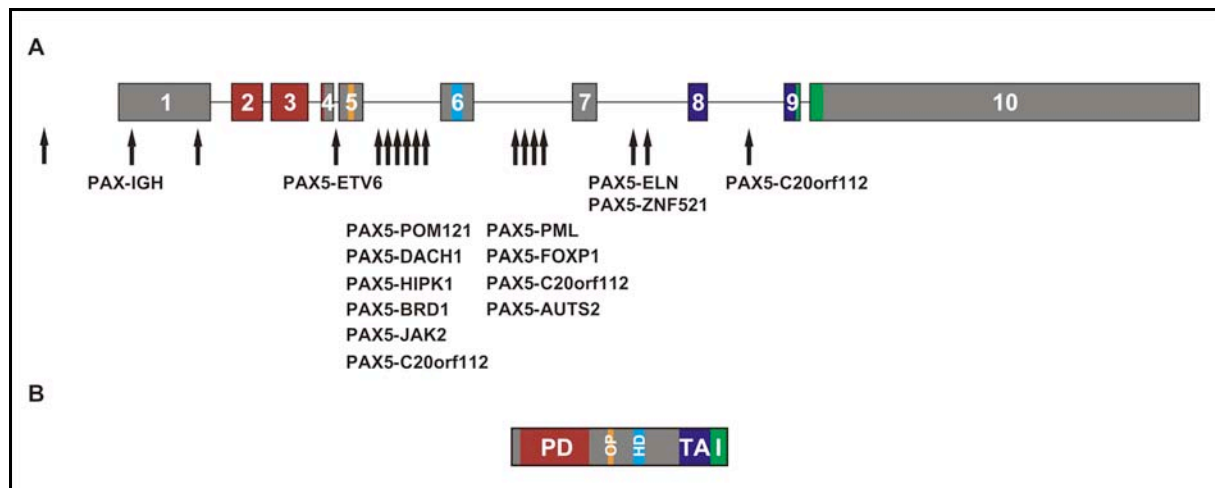 A
1 2 3 4 5 6 7 8 9 10
PAX-IGH PAX5-ETV6 PAX5-ELN PAX5-C20orf112
PAX5-ZNF521
PAX5-POM121 PAX5-PML
PAX5-DACH1 PAX5-FOXP1
PAX5-HIPK1 PAX5-C20orf112
PAX5-BRD1 PAX5-AUTS2
PAX5-JAK2
PAX5-C20orf112
B
PD OP HD TA I